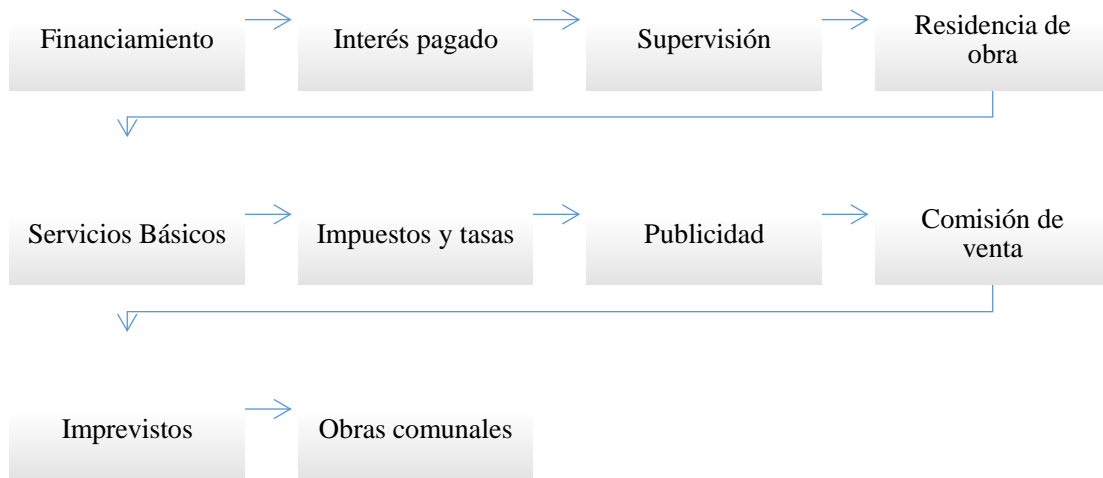 Financiamiento
Interés pagado
Supervisión
Residencia de
obra
Servicios Básicos
Impuestos y tasas
Publicidad
Comisión de
venta
Imprevistos
Obras comunales